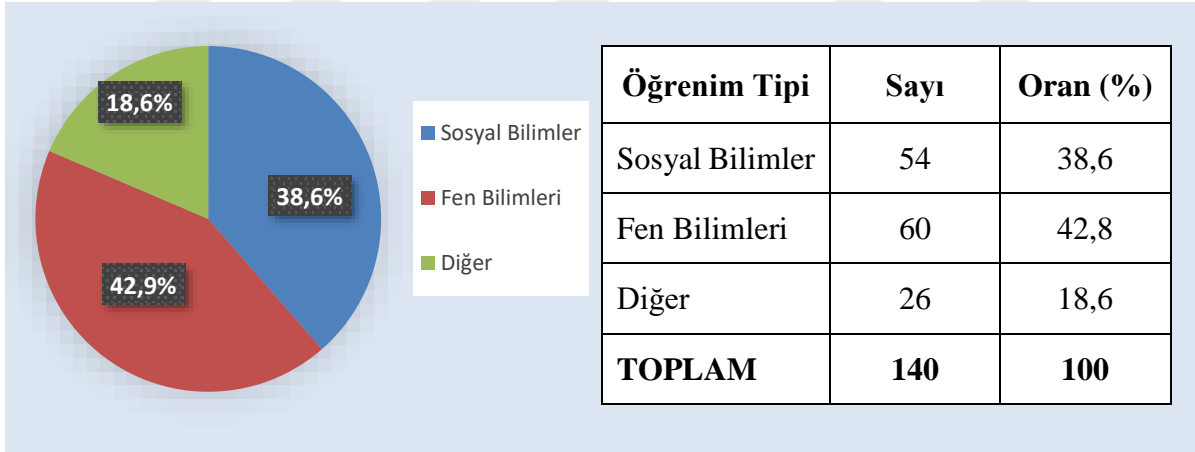 18,6%
38,6%
42,9%
Sosyal Bilimler
Fen Bilimleri
Diğer
Öğrenim Tipi Sayı Oran (%)
Sosyal Bilimler 54 38,6
Fen Bilimleri 60 42,8
Diğer 26 18,6
TOPLAM 140 100